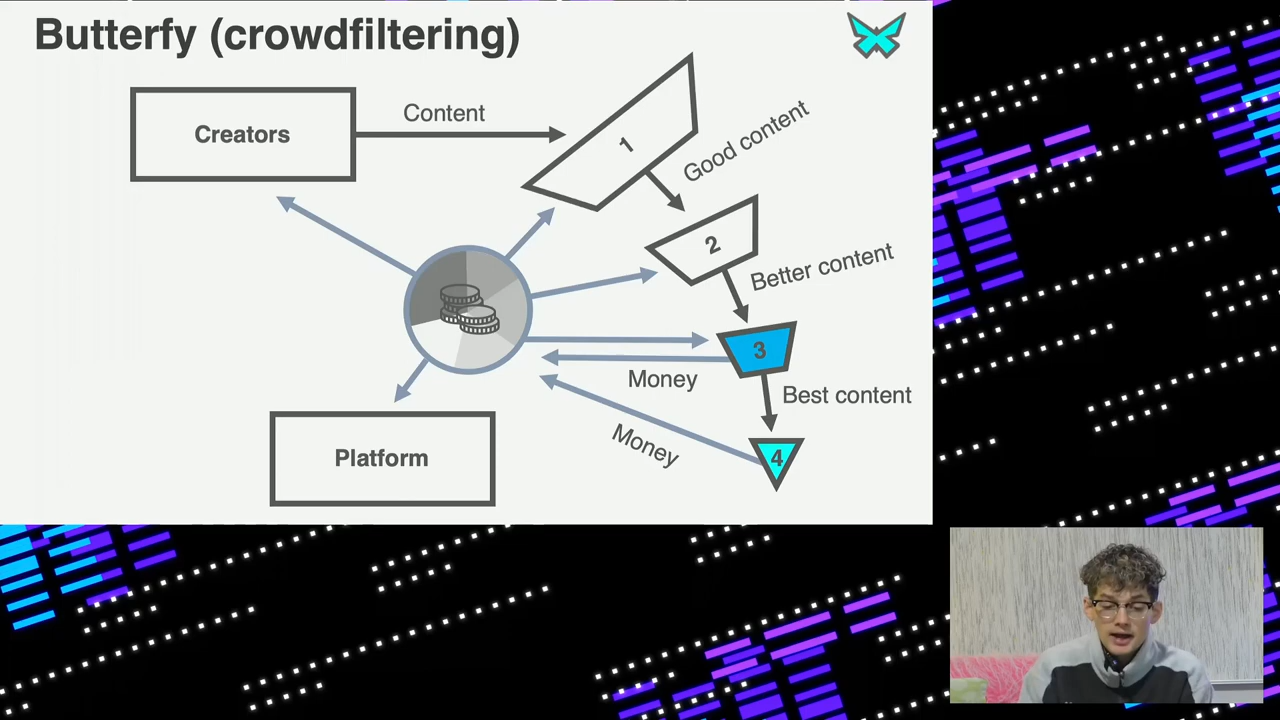 Butterfy (crowdfiltering)
Creators
Content
1
Good content
2
Better content
3
Money
Best content
Money
4
Platform